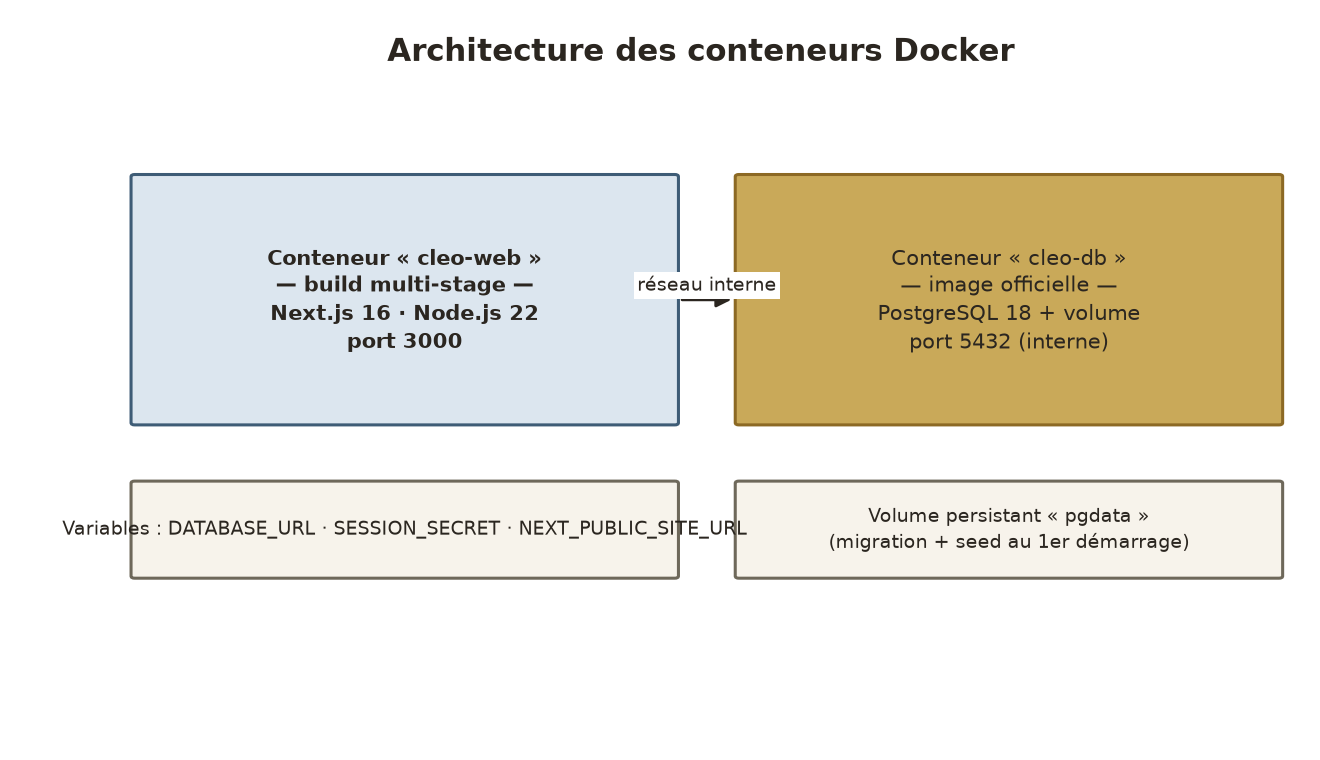 Architecture des conteneurs Docker
Conteneur « cleo-web »
— build multi-stage —
Next.js 16 · Node.js 22
port 3000
réseau interne
Conteneur « cleo-db »
— image officielle —
PostgreSQL 18 + volume
port 5432 (interne)
Variables : DATABASE_URL · SESSION_SECRET · NEXT_PUBLIC_SITE_URL
Volume persistant « pgdata »
(migration + seed au 1er démarrage)